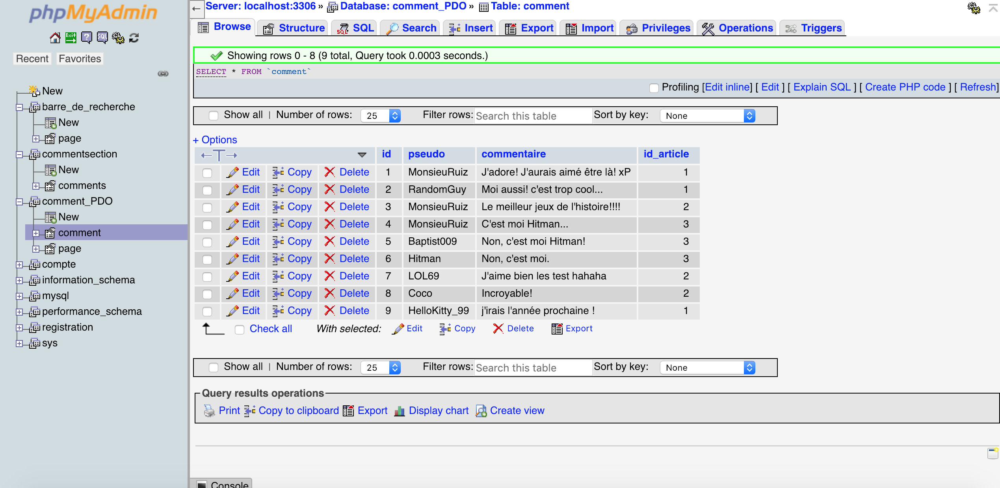 phpMyAdmin
Recent Favorites
New
barre_de_recherche
New
page
commentsection
New
comments
comment_PDO
New
comment
page
compte
information_schema
mysql
performance_schema
registration
sys
Server: localhost:3306 » Database: comment_PDO » Table: comment
Browse Structure SQL Search Insert Export Import Privileges Operations Triggers
Showing rows 0 - 8 (9 total, Query took 0.0003 seconds.)
SELECT * FROM `comment`
Profiling [Edit inline] [ Edit ] [ Explain SQL ] [ Create PHP code ] [ Refresh]
Show all | Number of rows: 25 Filter rows: Search this table Sort by key: None
+ Options
←T→ id pseudo commentaire id_article
Edit Copy Delete 1 MonsieuRuiz J'adore! J'aurais aimé être là! xP 1
Edit Copy Delete 2 RandomGuy Moi aussi! c'est trop cool... 1
Edit Copy Delete 3 MonsieuRuiz Le meilleur jeux de l'histoire!!!! 2
Edit Copy Delete 4 MonsieuRuiz C'est moi Hitman... 3
Edit Copy Delete 5 Baptist009 Non, c'est moi Hitman! 3
Edit Copy Delete 6 Hitman Non, c'est moi. 3
Edit Copy Delete 7 LOL69 J'aime bien les test hahaha 2
Edit Copy Delete 8 Coco Incroyable! 2
Edit Copy Delete 9 HelloKitty_99 j'irais l'année prochaine ! 1
Check all With selected: Edit Copy Delete Export
Show all | Number of rows: 25 Filter rows: Search this table Sort by key: None
Query results operations
Print Copy to clipboard Export Display chart Create view
Console